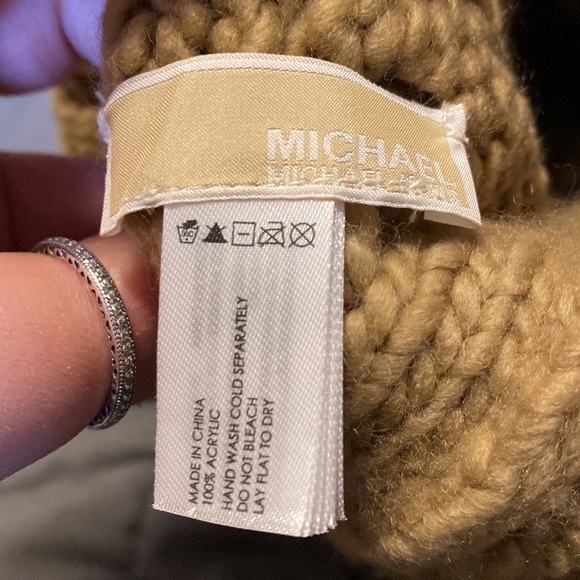 MICHAEL
MICHAEL KORS
MADE IN CHINA
100% ACRYLIC
HAND WASH COLD SEPARATELY
DO NOT BLEACH
LAY FLAT TO DRY